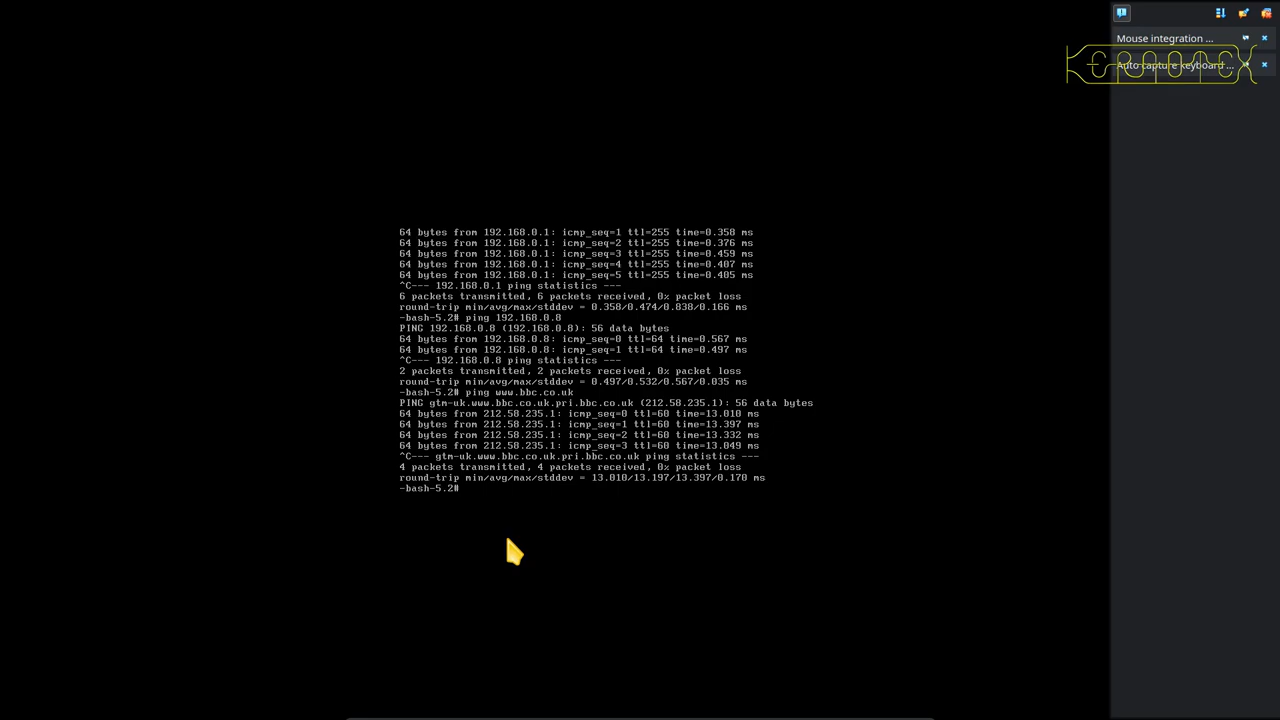 Mouse integration ...
Auto capture keyboard ...
64 bytes from 192.168.0.1: icmp_seq=1 ttl=255 time=0.358 ms
64 bytes from 192.168.0.1: icmp_seq=2 ttl=255 time=0.376 ms
64 bytes from 192.168.0.1: icmp_seq=3 ttl=255 time=0.459 ms
64 bytes from 192.168.0.1: icmp_seq=4 ttl=255 time=0.407 ms
64 bytes from 192.168.0.1: icmp_seq=5 ttl=255 time=0.405 ms
^C--- 192.168.0.1 ping statistics ---
6 packets transmitted, 6 packets received, 0% packet loss
round-trip min/avg/max/stddev = 0.358/0.474/0.838/0.166 ms
-bash-5.2# ping 192.168.0.8
PING 192.168.0.8 (192.168.0.8): 56 data bytes
64 bytes from 192.168.0.8: icmp_seq=0 ttl=64 time=0.567 ms
64 bytes from 192.168.0.8: icmp_seq=1 ttl=64 time=0.497 ms
^C--- 192.168.0.8 ping statistics ---
2 packets transmitted, 2 packets received, 0% packet loss
round-trip min/avg/max/stddev = 0.497/0.532/0.567/0.035 ms
-bash-5.2# ping www.bbc.co.uk
PING gtm-uk.www.bbc.co.uk.pri.bbc.co.uk (212.58.235.1): 56 data bytes
64 bytes from 212.58.235.1: icmp_seq=0 ttl=60 time=13.010 ms
64 bytes from 212.58.235.1: icmp_seq=1 ttl=60 time=13.397 ms
64 bytes from 212.58.235.1: icmp_seq=2 ttl=60 time=13.332 ms
64 bytes from 212.58.235.1: icmp_seq=3 ttl=60 time=13.049 ms
^C--- gtm-uk.www.bbc.co.uk.pri.bbc.co.uk ping statistics ---
4 packets transmitted, 4 packets received, 0% packet loss
round-trip min/avg/max/stddev = 13.010/13.197/13.397/0.170 ms
-bash-5.2#